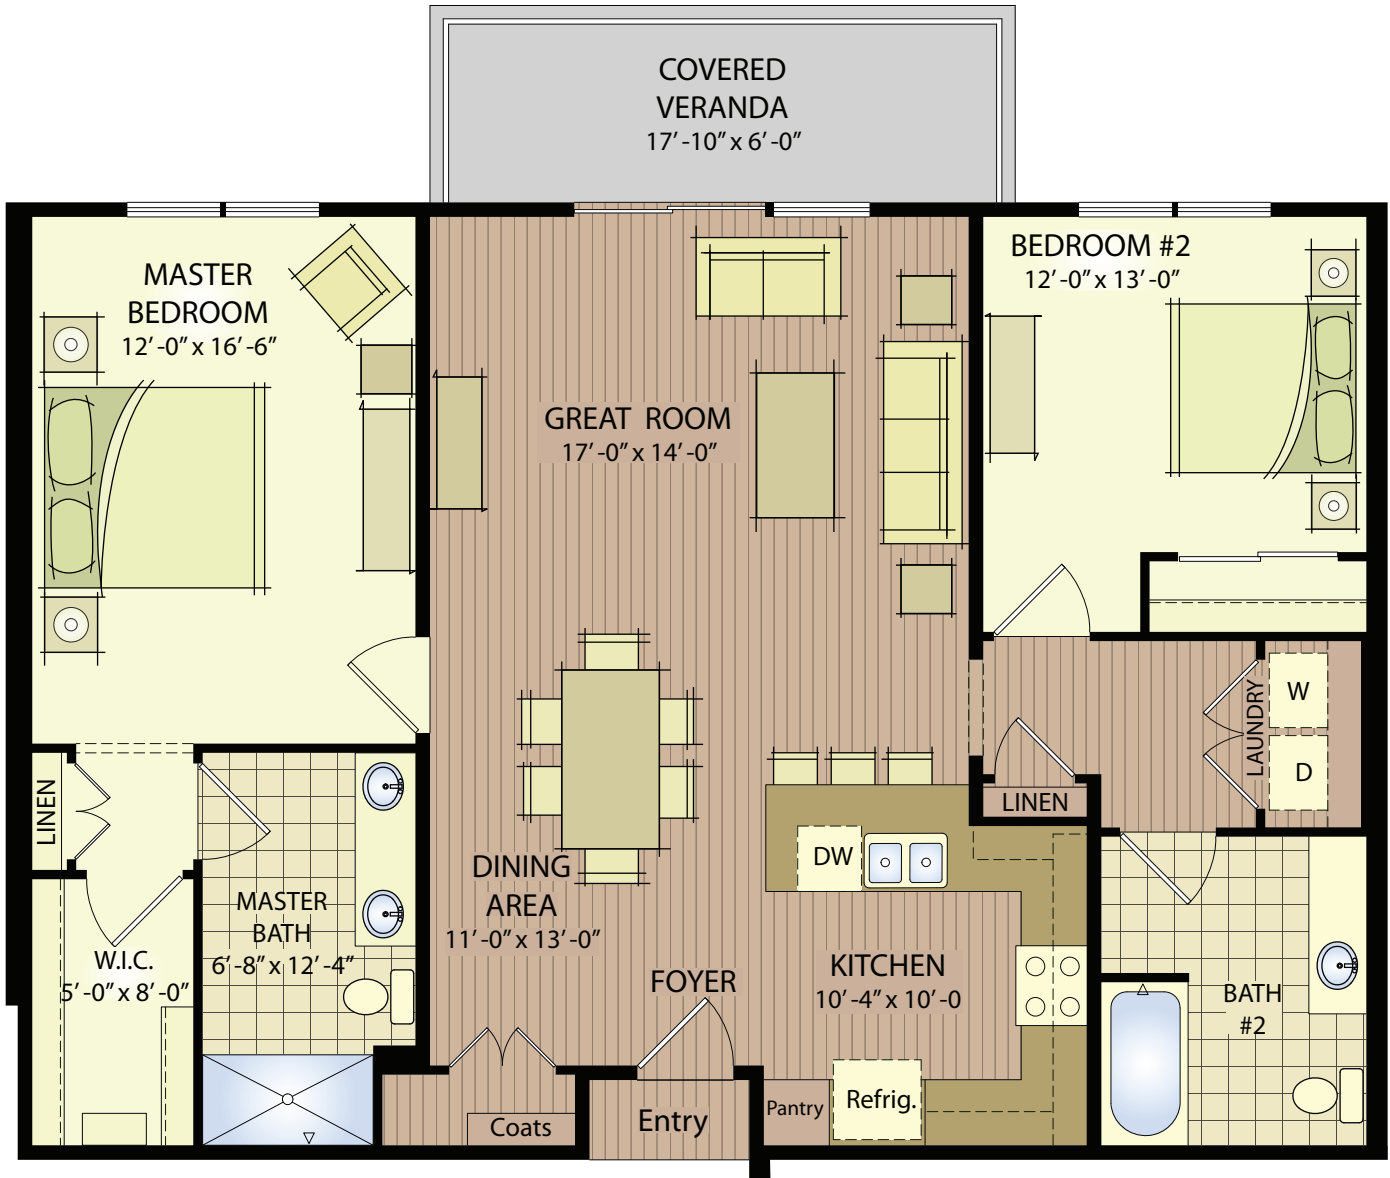 COVERED
VERANDA
17'-10" x 6'-0"
MASTER
BEDROOM
12'-0" x 16'-6"
BEDROOM #2
12'-0" x 13'-0"
GREAT ROOM
17'-0" x 14'-0"
LAUNDRY
W
D
LINEN
LINEN
DW
DINING
AREA
11'-0" x 13'-0"
MASTER
BATH
6'-8" x 12'-4"
W.I.C.
5'-0" x 8'-0"
FOYER
KITCHEN
10'-4" x 10'-0
BATH
#2
Refrig.
Pantry
Coats
Entry